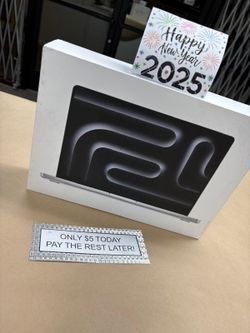 Happy
New Year
2025
ONLY $5 TODAY
PAY THE REST LATER!